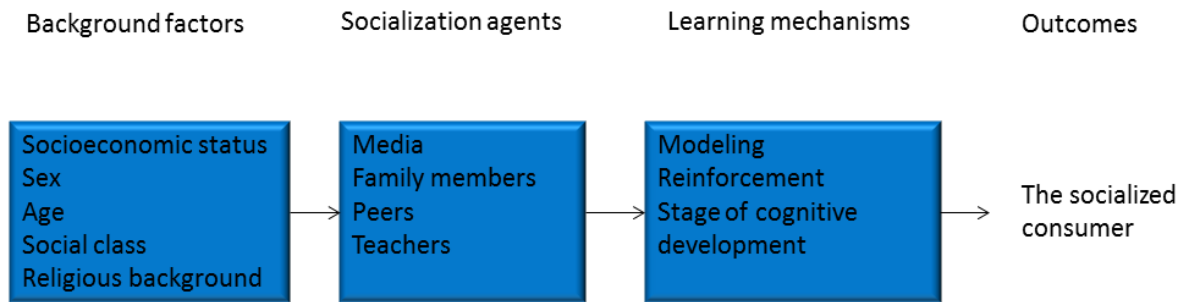 Background factors
Socialization agents
Learning mechanisms
Outcomes
Socioeconomic status
Sex
Age
Social class
Religious background
Media
Family members
Peers
Teachers
Modeling
Reinforcement
Stage of cognitive
development
The socialized
consumer